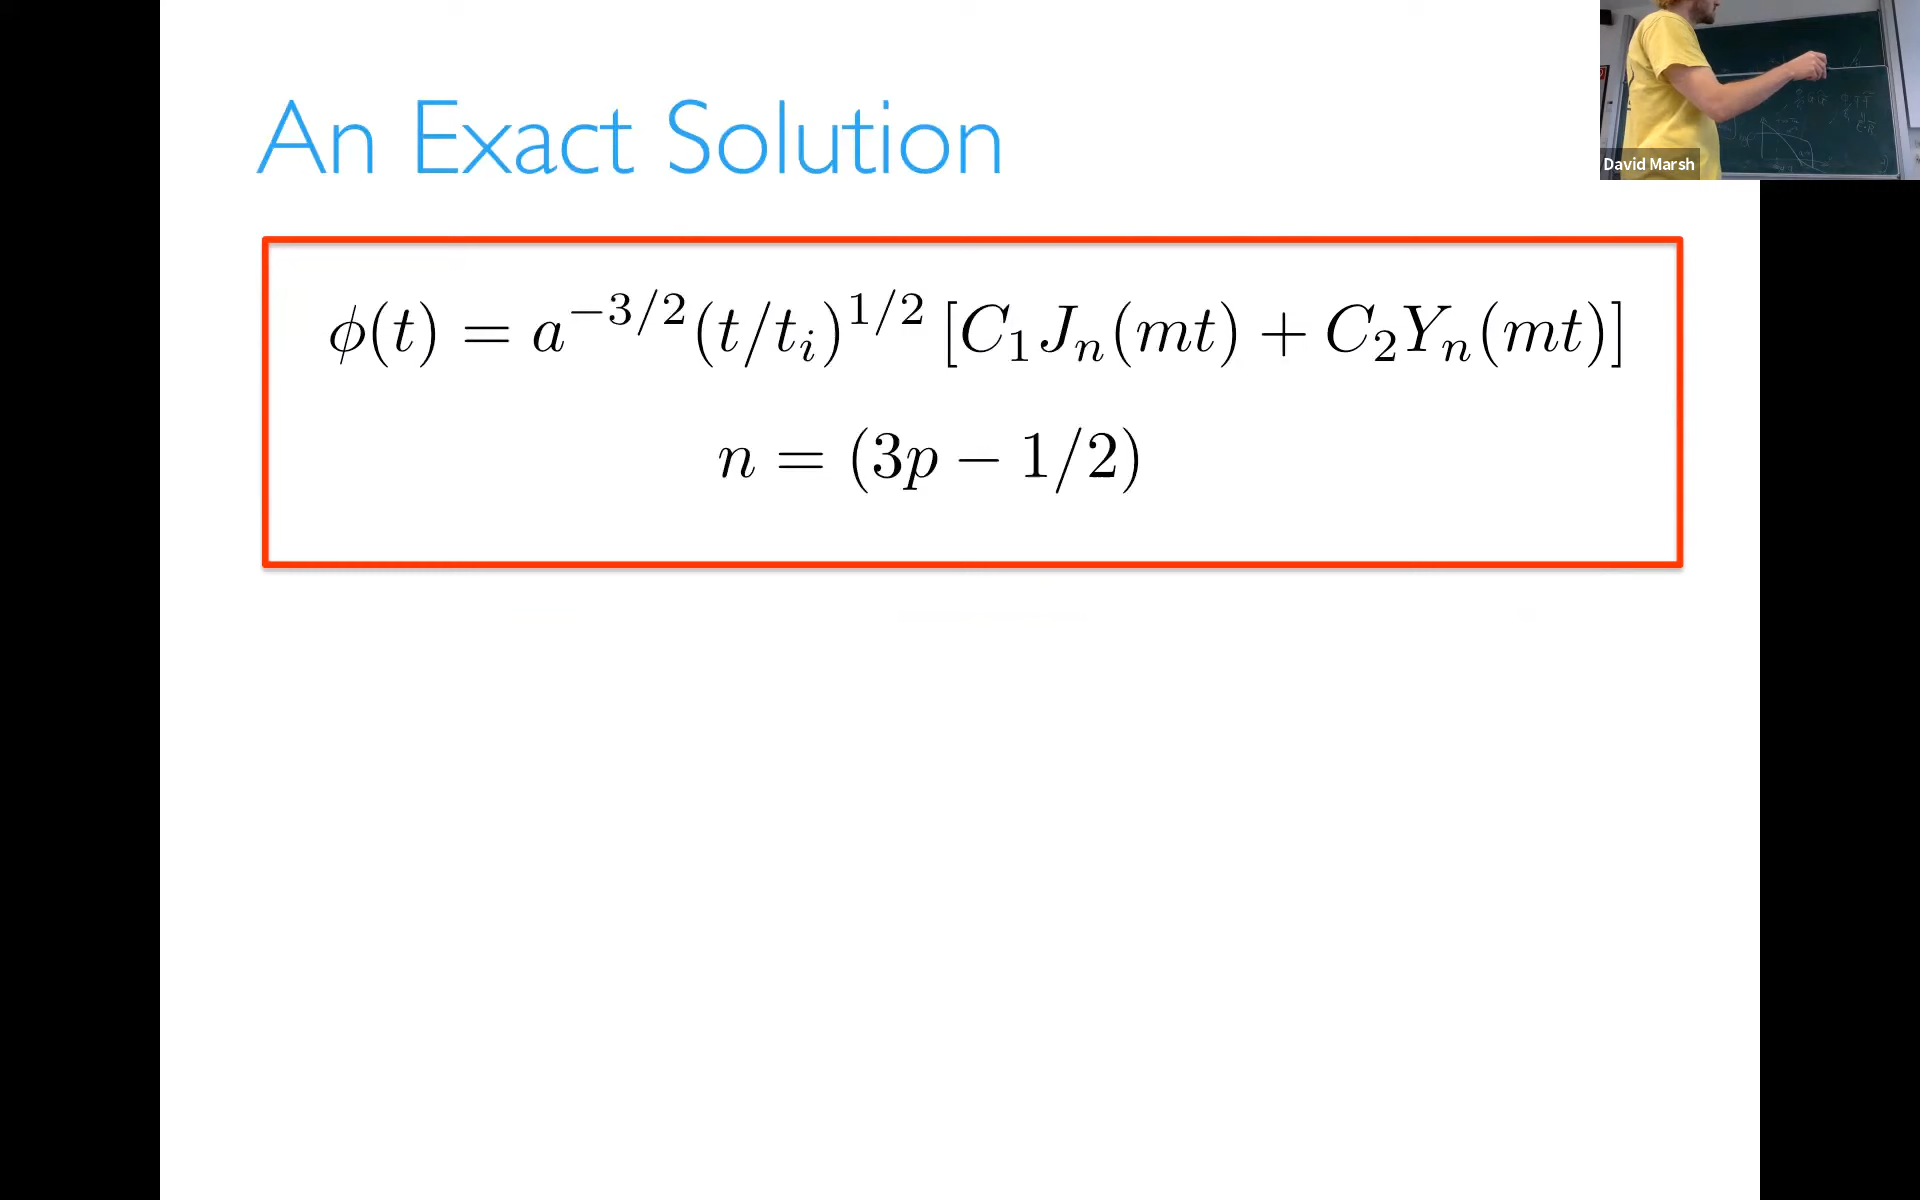 An Exact Solution
David Marsh
ϕ(t) = a^{−3/2}(t/t_i)^{1/2} [C_1 J_n(mt) + C_2 Y_n(mt)]
n = (3p − 1/2)